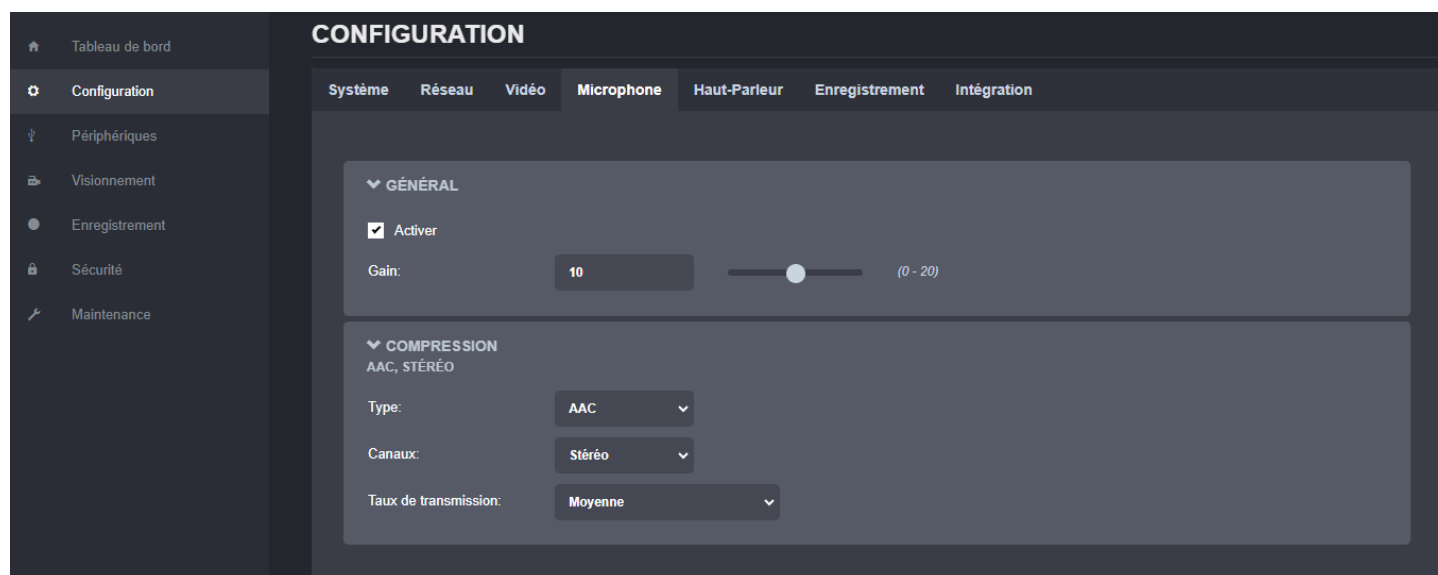 CONFIGURATION
Tableau de bord
Configuration
Périphériques
Visionnement
Enregistrement
Sécurité
Maintenance
Système Réseau Vidéo Microphone Haut-Parleur Enregistrement Intégration
GÉNÉRAL
Activer
Gain: 10 (0 - 20)
COMPRESSION
AAC, STÉRÉO
Type: AAC
Canaux: Stéréo
Taux de transmission: Moyenne